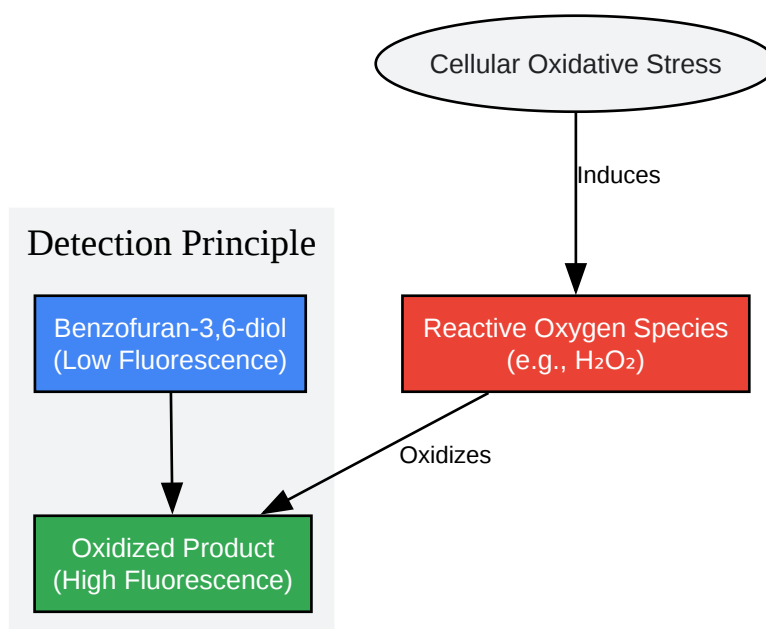 Cellular Oxidative Stress
Induces
Detection Principle
Benzofuran-3,6-diol
(Low Fluorescence)
Reactive Oxygen Species
(e.g., H₂O₂)
Oxidizes
Oxidized Product
(High Fluorescence)